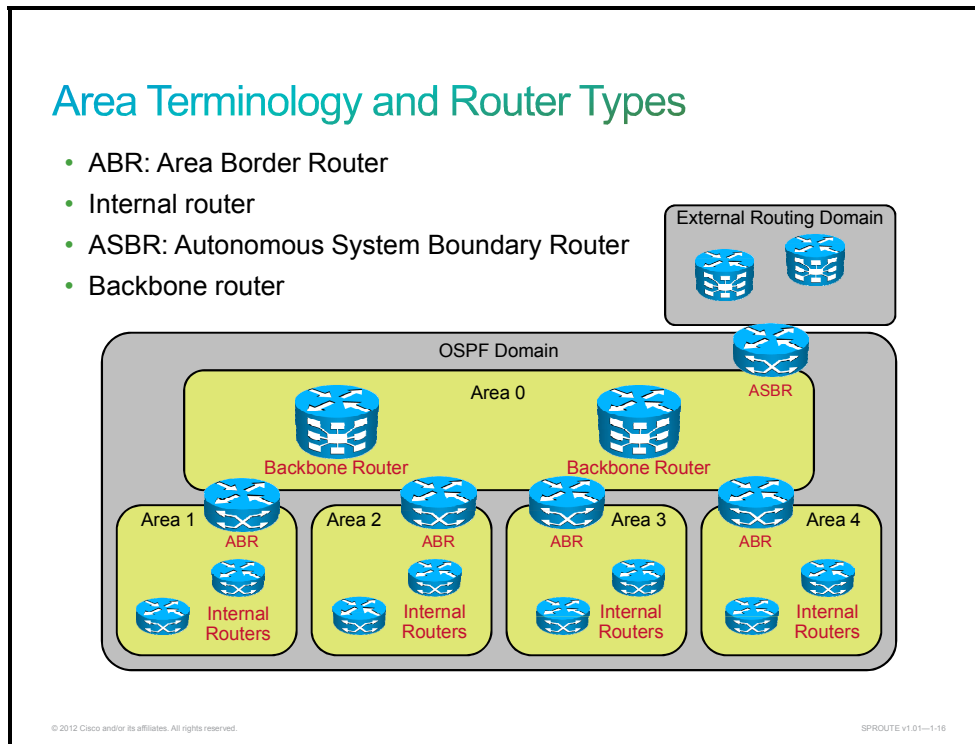 Area Terminology and Router Types
• ABR: Area Border Router
• Internal router
• ASBR: Autonomous System Boundary Router
• Backbone router
External Routing Domain
OSPF Domain
ASBR
Area 0
Backbone Router
Backbone Router
Area 1
ABR
Internal
Routers
Area 2
ABR
Internal
Routers
Area 3
ABR
Internal
Routers
Area 4
ABR
Internal
Routers
© 2012 Cisco and/or its affiliates. All rights reserved.
SPROUTE v1.01—1-16